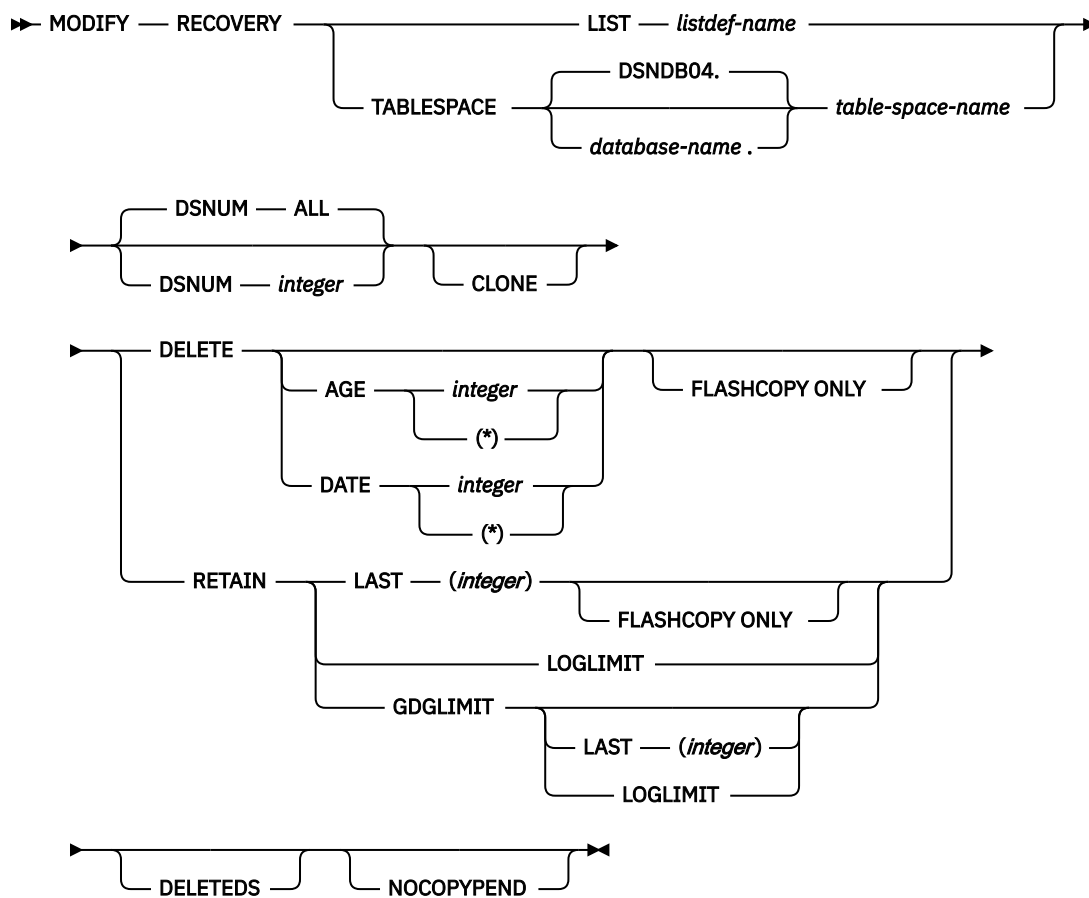 MODIFY RECOVERY LIST listdef-name
DSNDB04.
TABLESPACE table-space-name
database-name .
DSNUM ALL
DSNUM integer CLONE
DELETE
AGE integer FLASHCOPY ONLY
(*)
DATE integer
(*)
RETAIN LAST (integer)
FLASHCOPY ONLY
LOGLIMIT
GDGLIMIT
LAST (integer)
LOGLIMIT
DELETEDS NOCOPYPEND